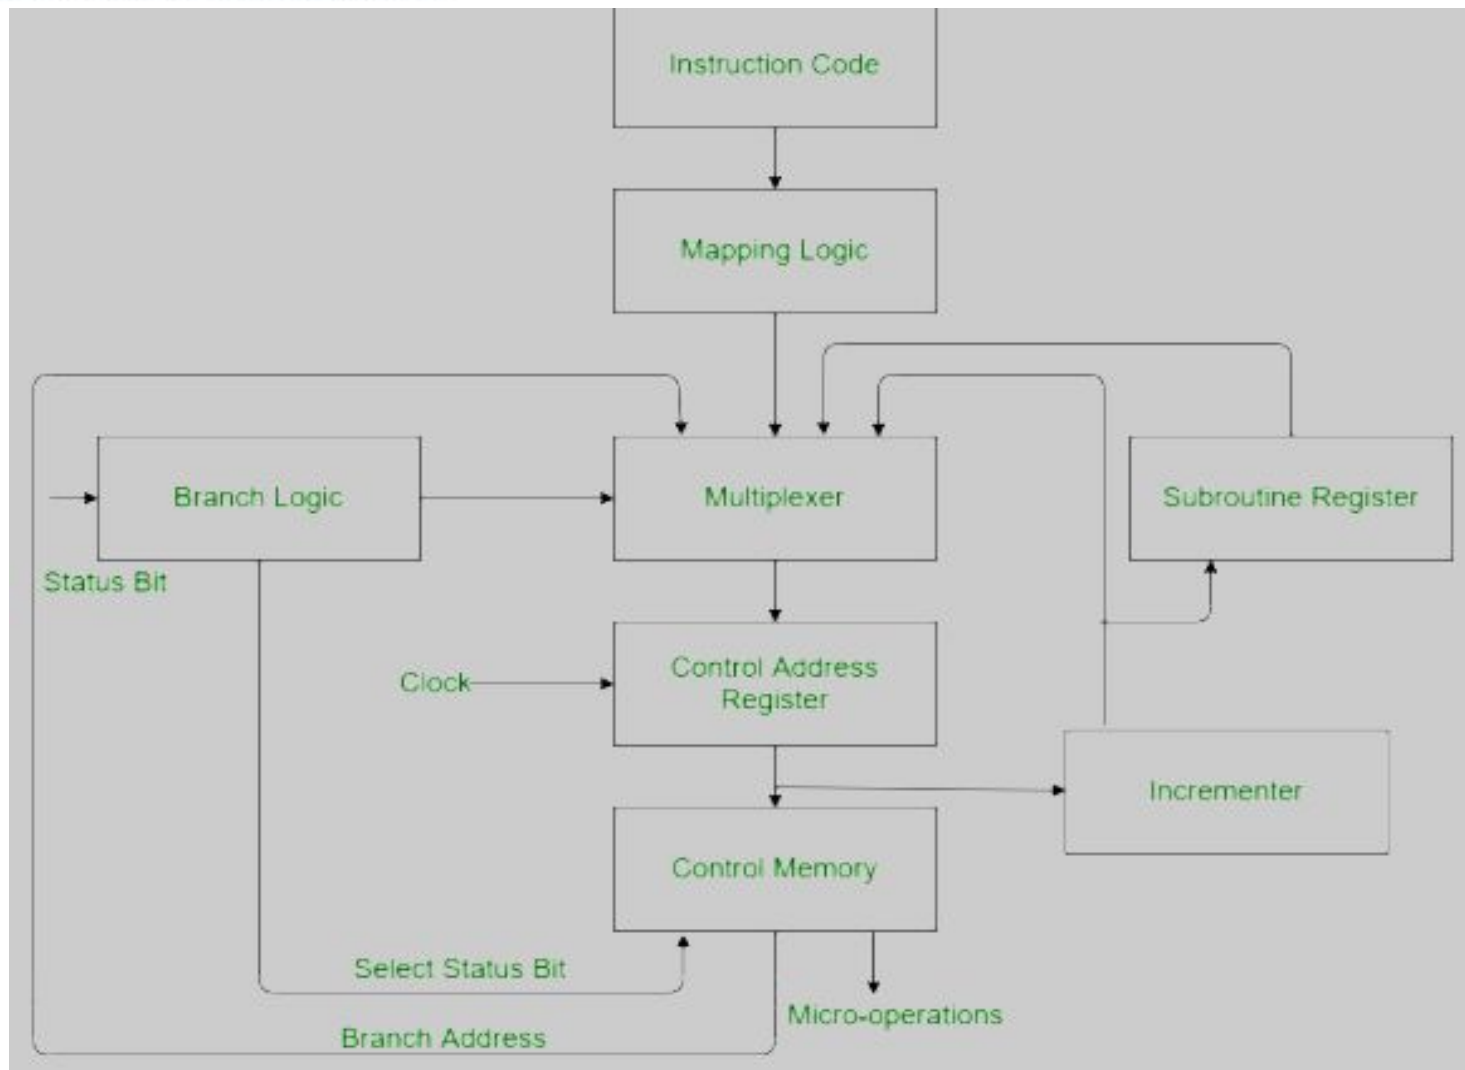 Instruction Code
Mapping Logic
Branch Logic
Multiplexer
Subroutine Register
Status Bit
Clock
Control Address
Register
Incrementer
Control Memory
Select Status Bit
Micro-operations
Branch Address